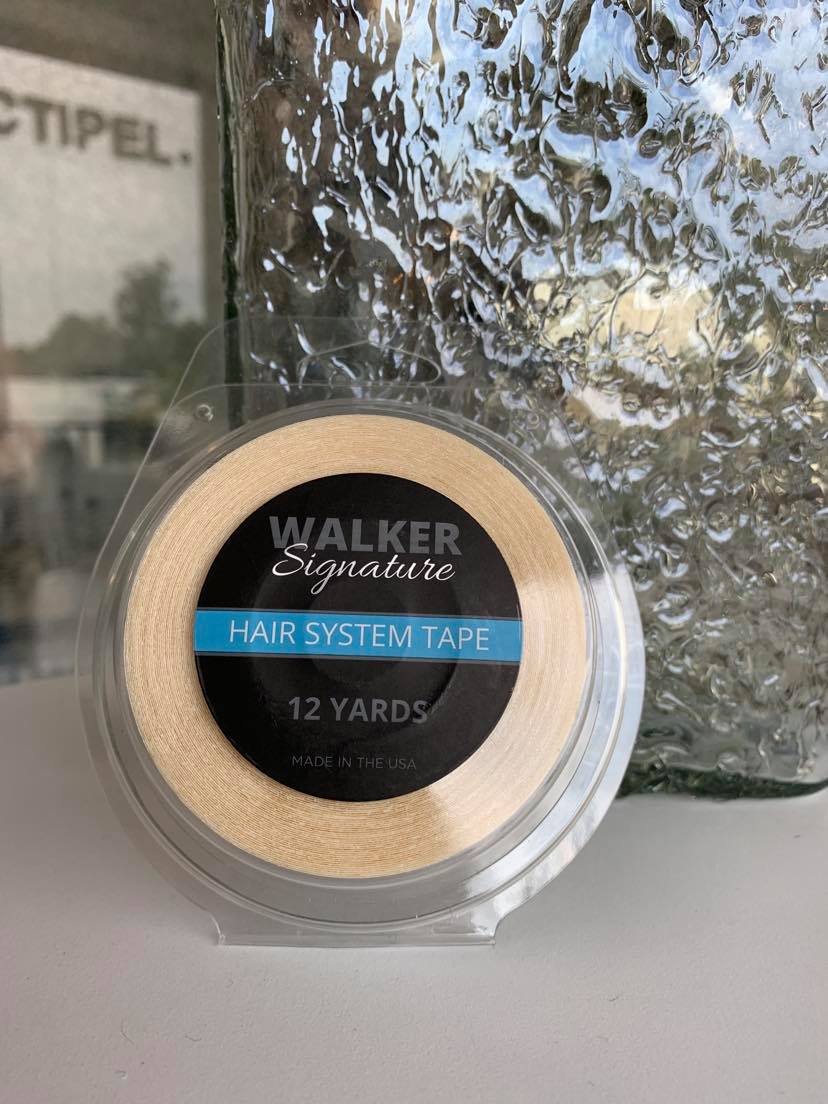 CTIPEL.
WALKER
Signature
HAIR SYSTEM TAPE
12 YARDS
MADE IN THE USA